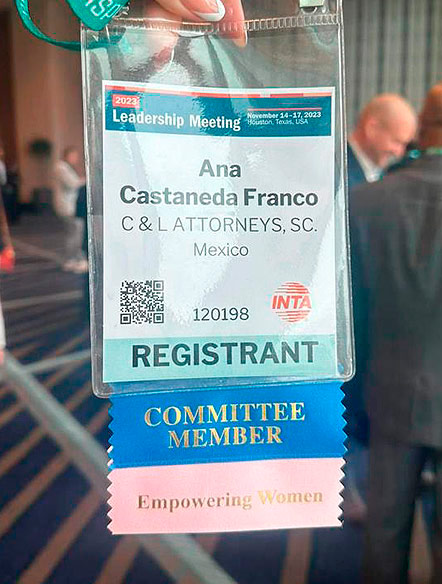 2023
Leadership Meeting
November 14–17, 2023
Houston, Texas, USA
Ana
Castaneda Franco
C & L ATTORNEYS, SC.
Mexico
120198
INTA
REGISTRANT
COMMITTEE
MEMBER
Empowering Women